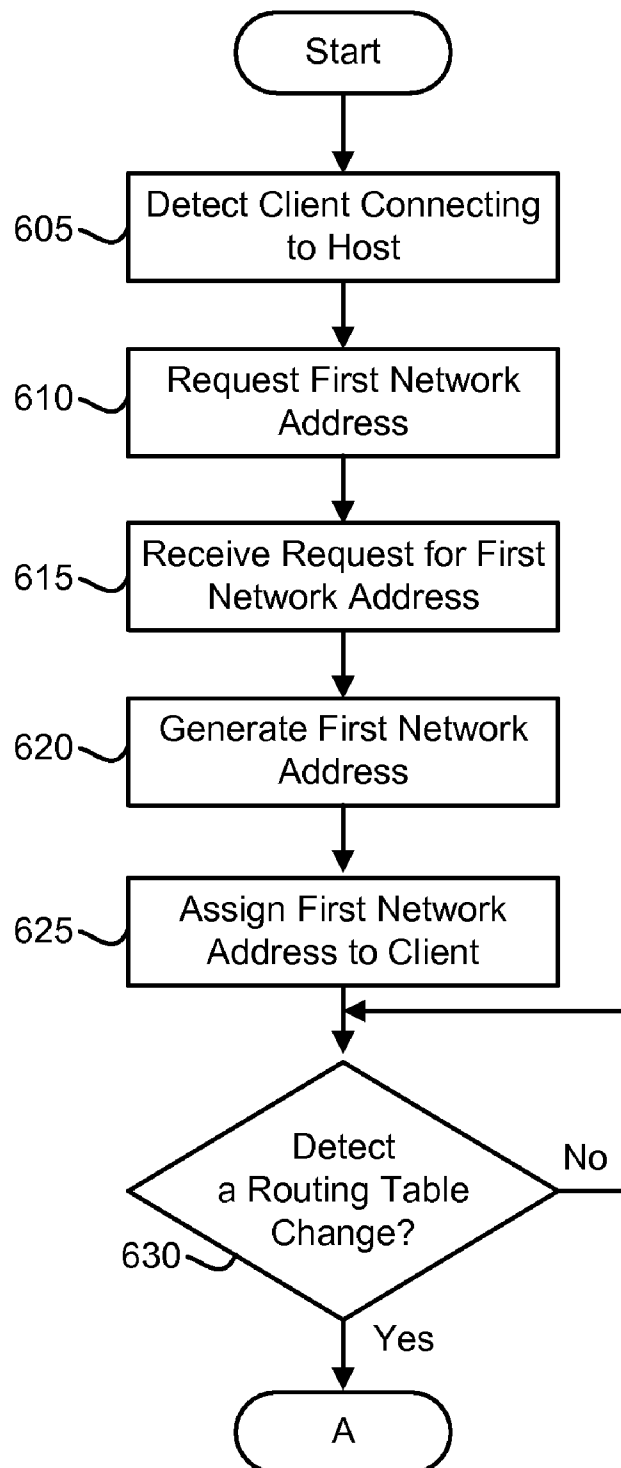 Start
605
Detect Client Connecting
to Host
610
Request First Network
Address
615
Receive Request for First
Network Address
620
Generate First Network
Address
625
Assign First Network
Address to Client
Detect
a Routing Table
Change?
No
630
Yes
A